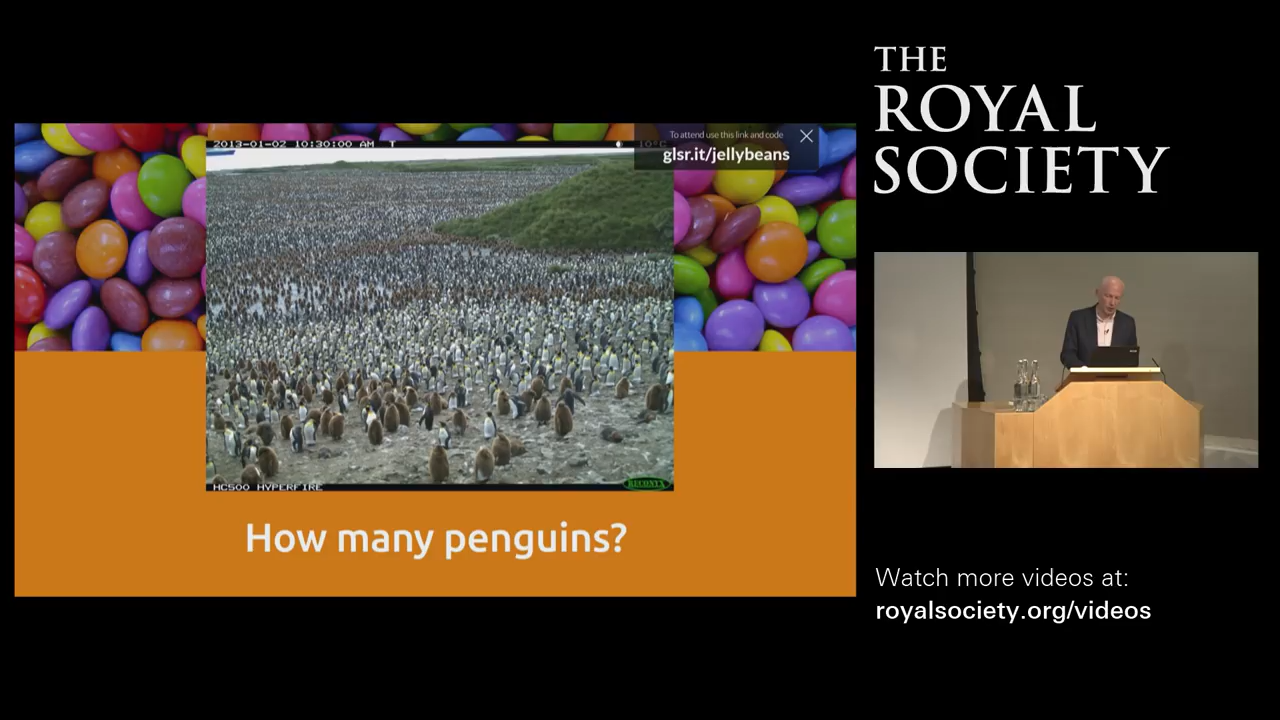 2013-01-02 10:30:00 AM T
10°C
To attend use this link and code
glsr.it/jellybeans
HC500 HYPERFIRE
RECONYX
How many penguins?
THE
ROYAL
SOCIETY
Watch more videos at:
royalsociety.org/videos